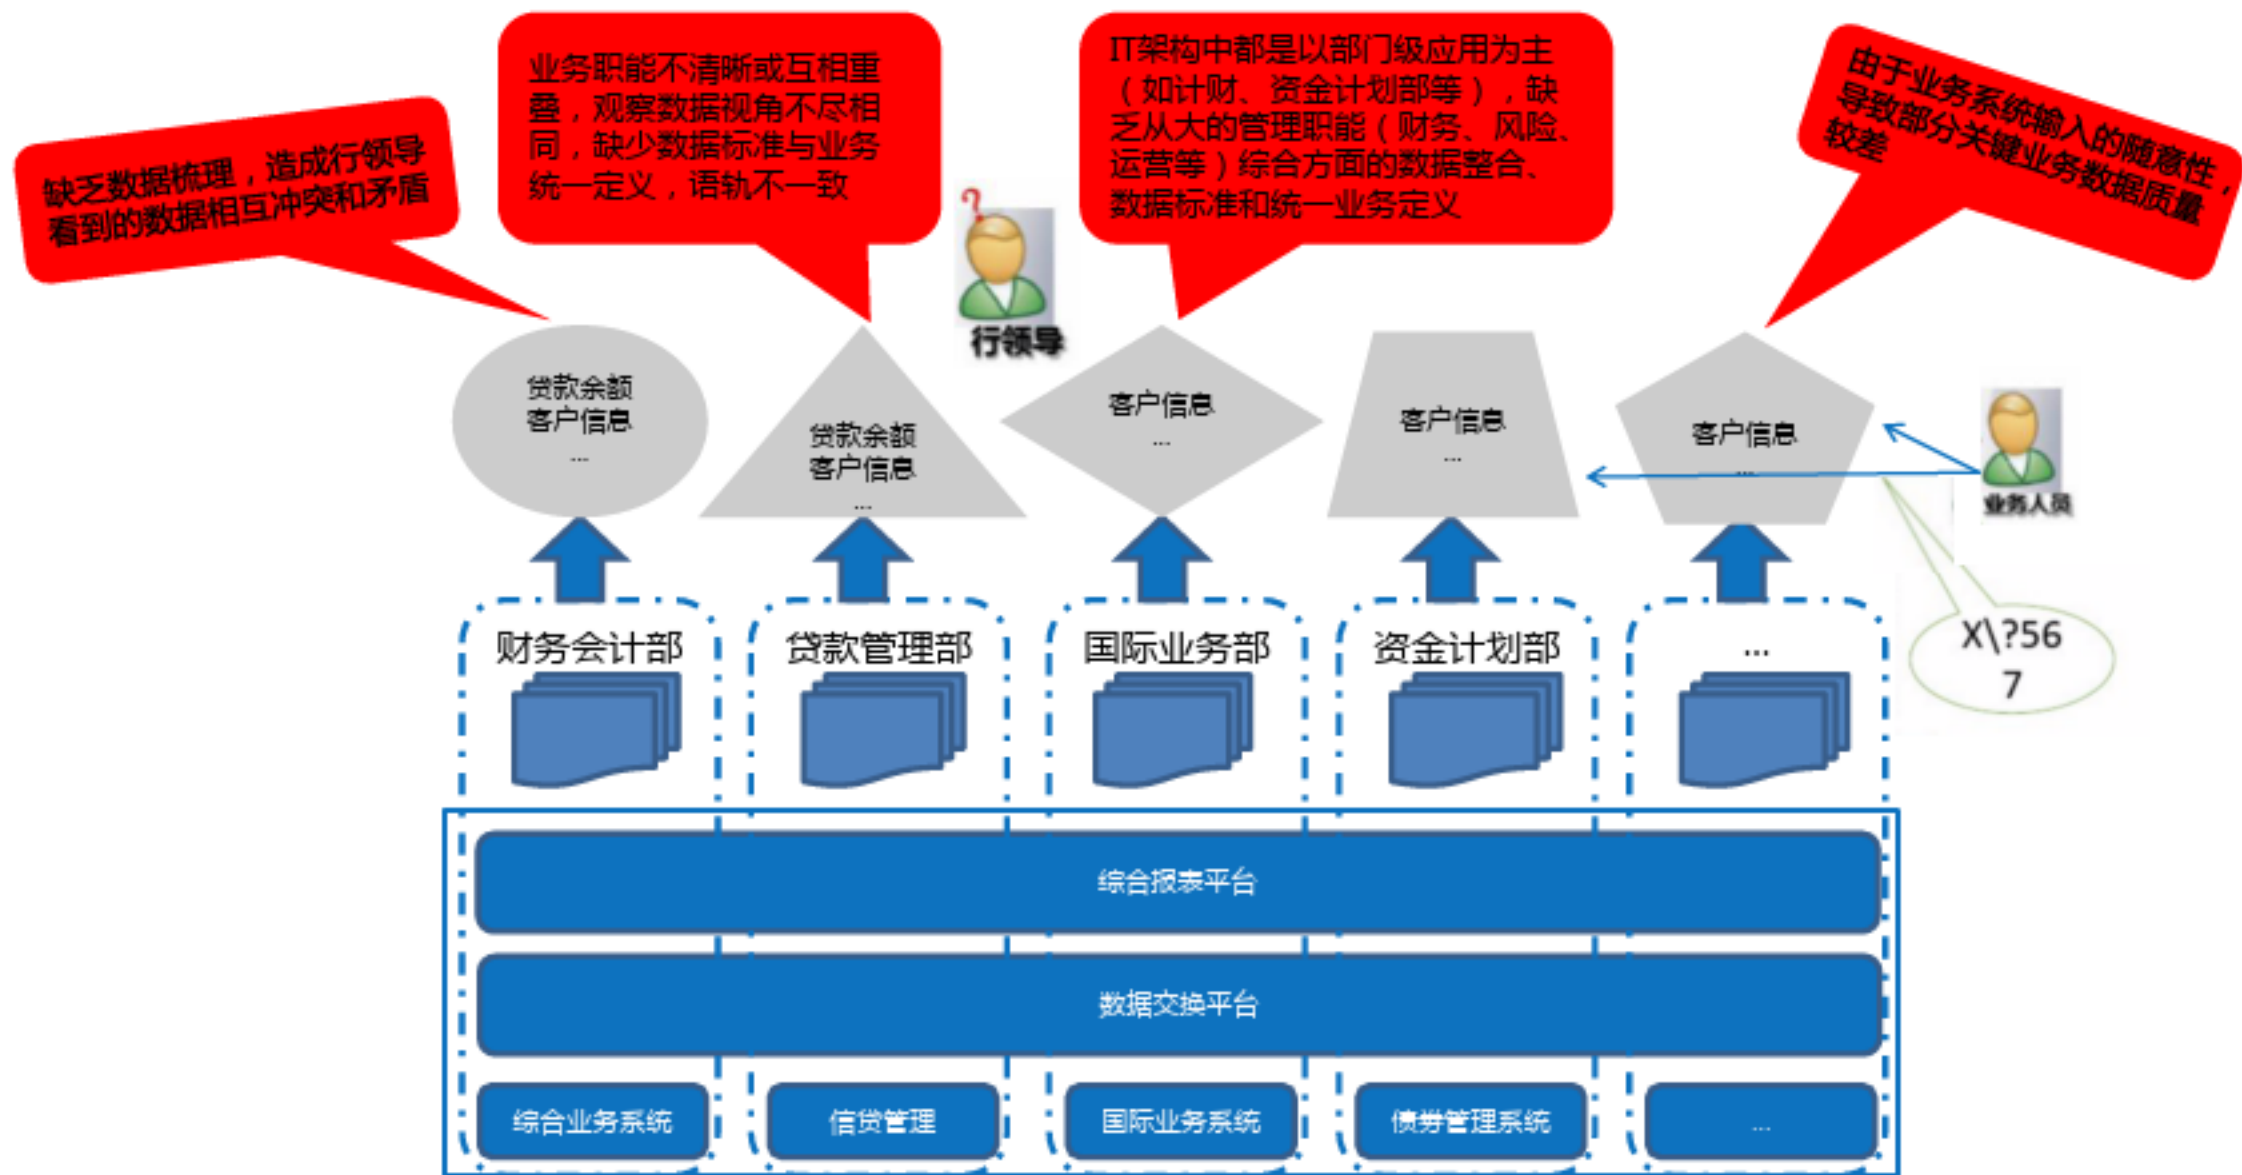 缺乏数据梳理，造成行领导
看到的数据相互冲突和矛盾
业务职能不清晰或互相重
叠，观察数据视角不尽相
同，缺少数据标准与业务
统一定义，语轨不一致
IT架构中都是以部门级应用为主
（如计财、资金计划部等），缺
乏从大的管理职能（财务、风险、
运营等）综合方面的数据整合、
数据标准和统一业务定义
由于业务系统输入的随意性，
导致部分关键业务数据质量
较差
?
行领导
贷款余额
客户信息
...
贷款余额
客户信息
...
客户信息
...
客户信息
...
客户信息
...
业务人员
X\?56
7
财务会计部
贷款管理部
国际业务部
资金计划部
...
综合报表平台
数据交换平台
综合业务系统
信贷管理
国际业务系统
债券管理系统
...